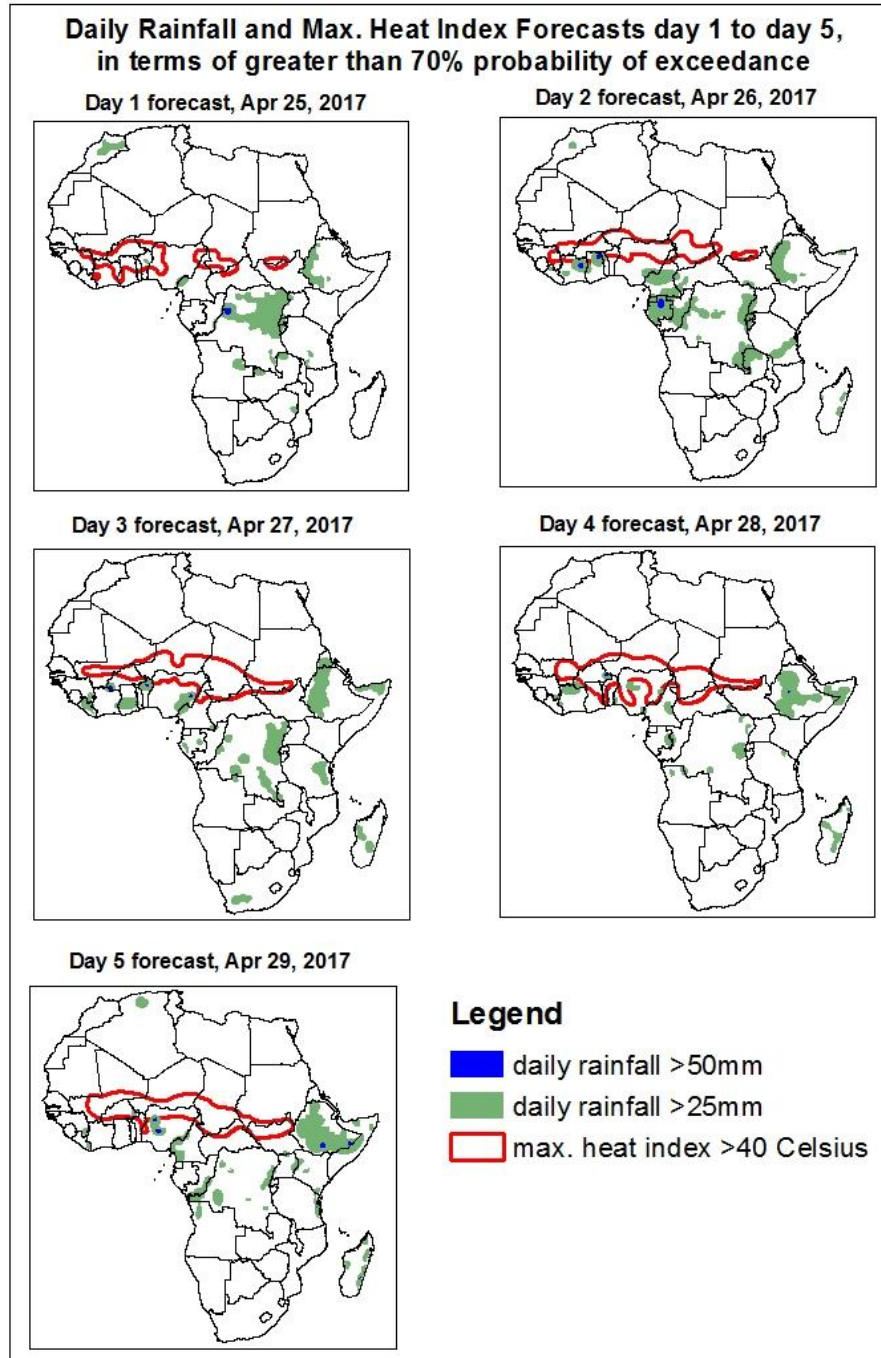 Daily Rainfall and Max. Heat Index Forecasts day 1 to day 5,
in terms of greater than 70% probability of exceedance
Day 1 forecast, Apr 25, 2017
Day 2 forecast, Apr 26, 2017
Day 3 forecast, Apr 27, 2017
Day 4 forecast, Apr 28, 2017
Day 5 forecast, Apr 29, 2017
Legend
daily rainfall >50mm
daily rainfall >25mm
max. heat index >40 Celsius